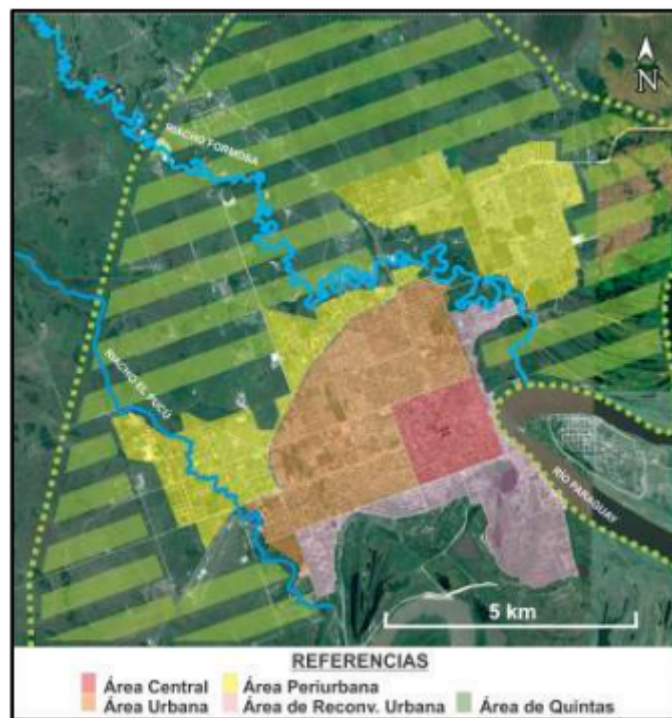 N
RIACHO FORMOSA
RIACHO EL PUCÚ
RÍO PARAGUAY
5 km
REFERENCIAS
Área Central
Área Periurbana
Área Urbana
Área de Reconv. Urbana
Área de Quintas